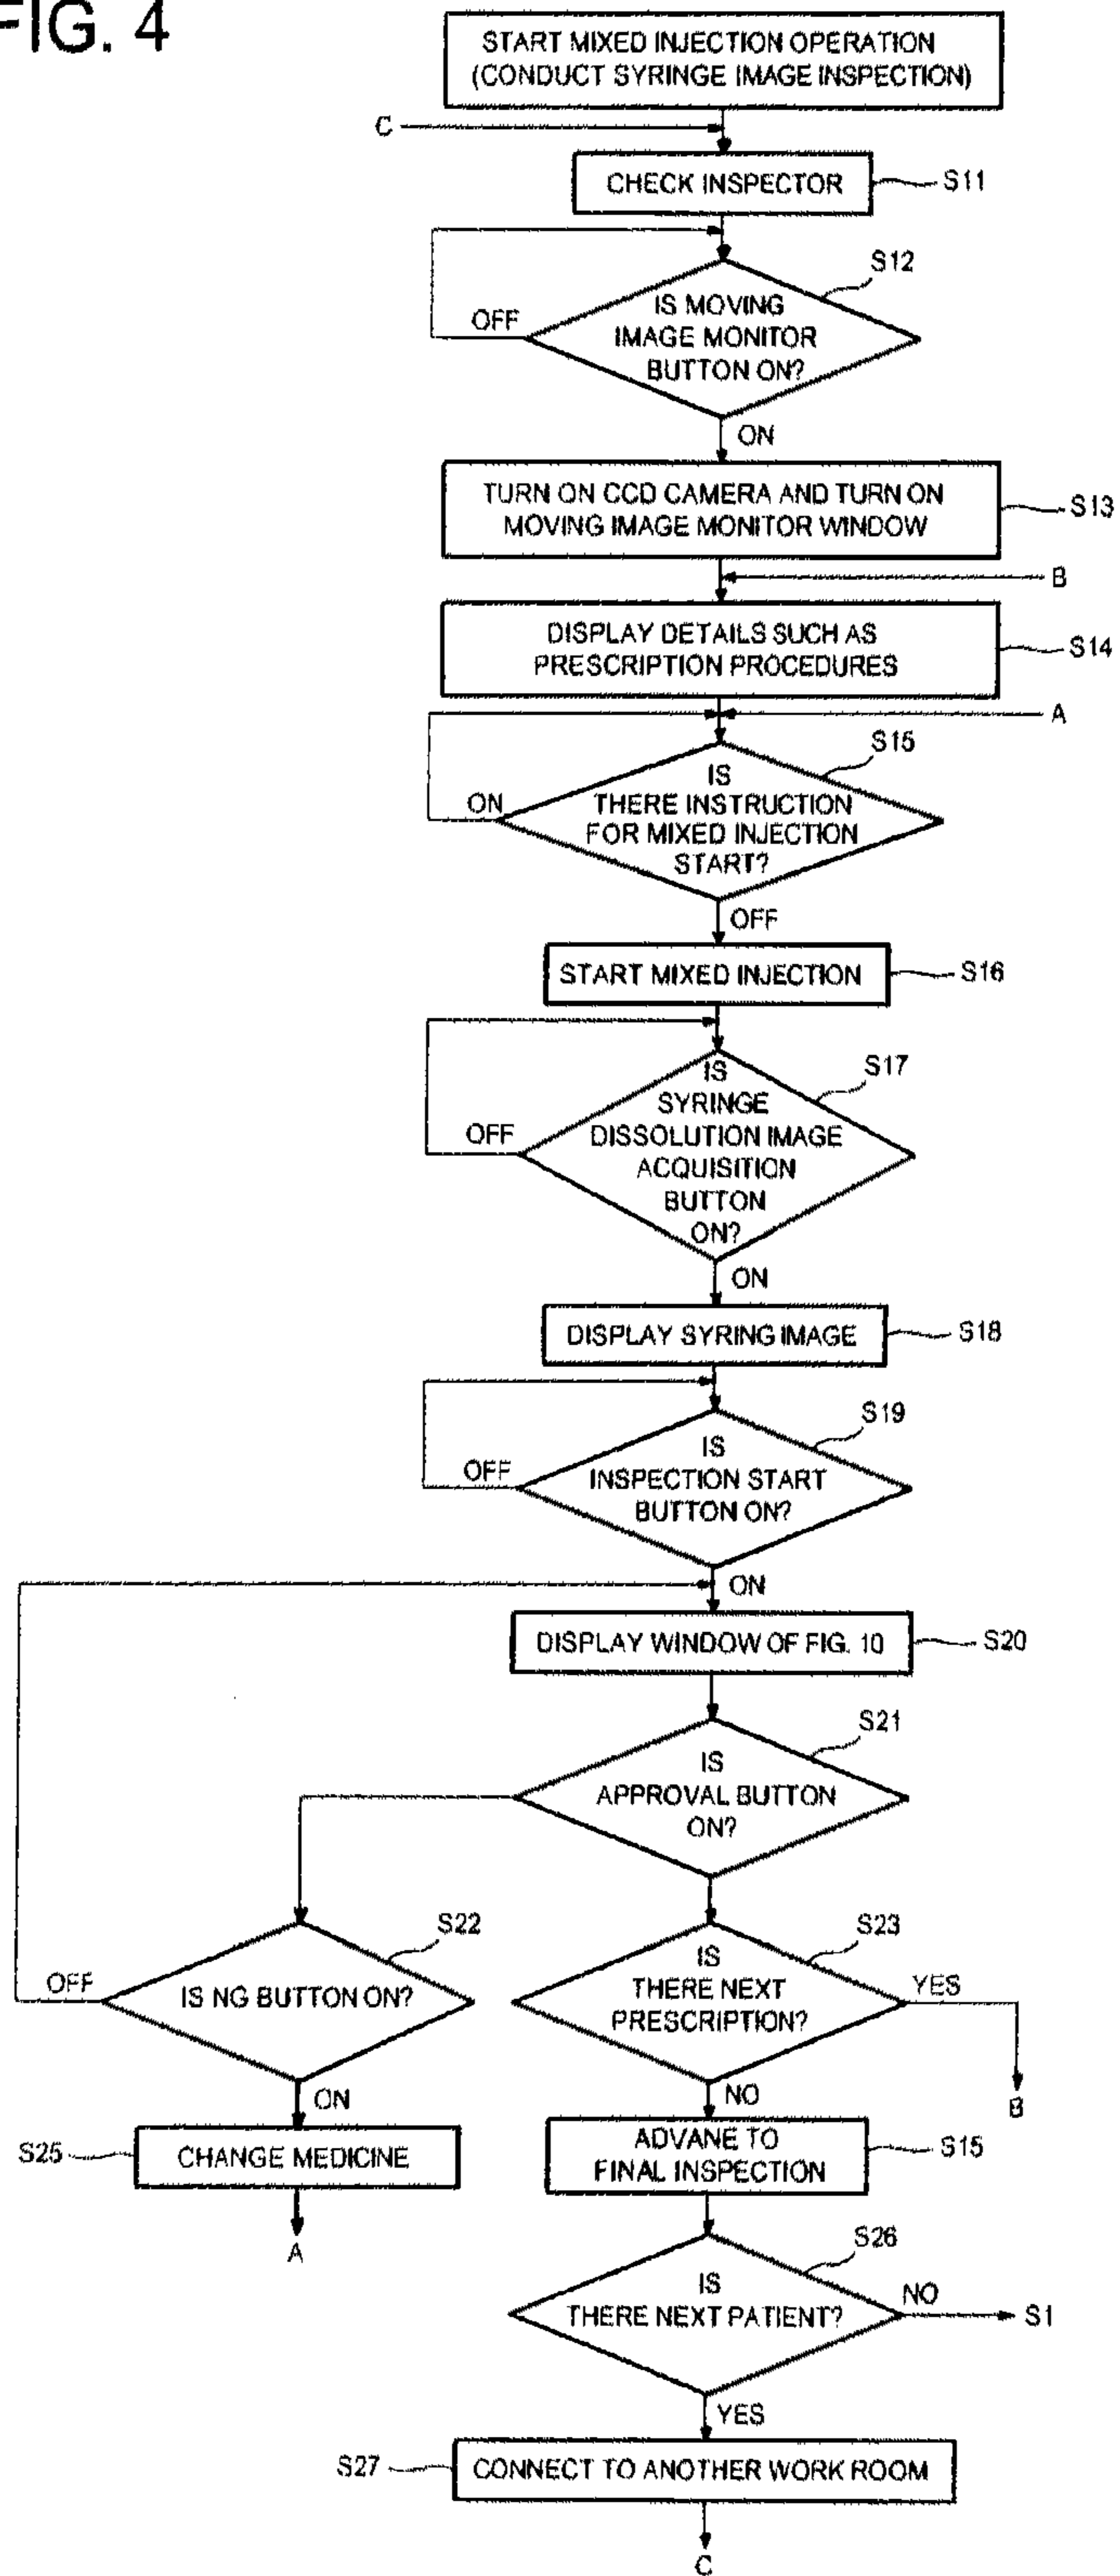 FIG. 4
START MIXED INJECTION OPERATION
(CONDUCT SYRINGE IMAGE INSPECTION)
C
CHECK INSPECTOR
S11
S12
IS MOVING
IMAGE MONITOR
BUTTON ON?
OFF
ON
TURN ON CCD CAMERA AND TURN ON
MOVING IMAGE MONITOR WINDOW
S13
B
DISPLAY DETAILS SUCH AS
PRESCRIPTION PROCEDURES
S14
A
S15
IS
THERE INSTRUCTION
FOR MIXED INJECTION
START?
ON
OFF
START MIXED INJECTION
S16
S17
IS
SYRINGE
DISSOLUTION IMAGE
ACQUISITION
BUTTON
ON?
OFF
ON
DISPLAY SYRING IMAGE
S18
S19
IS
INSPECTION START
BUTTON ON?
OFF
ON
DISPLAY WINDOW OF FIG. 10
S20
S21
IS
APPROVAL BUTTON
ON?
S22
IS NG BUTTON ON?
OFF
ON
S23
IS
THERE NEXT
PRESCRIPTION?
YES
B
NO
S25
CHANGE MEDICINE
A
ADVANE TO
FINAL INSPECTION
S15
S26
IS
THERE NEXT PATIENT?
NO
S1
YES
S27
CONNECT TO ANOTHER WORK ROOM
C